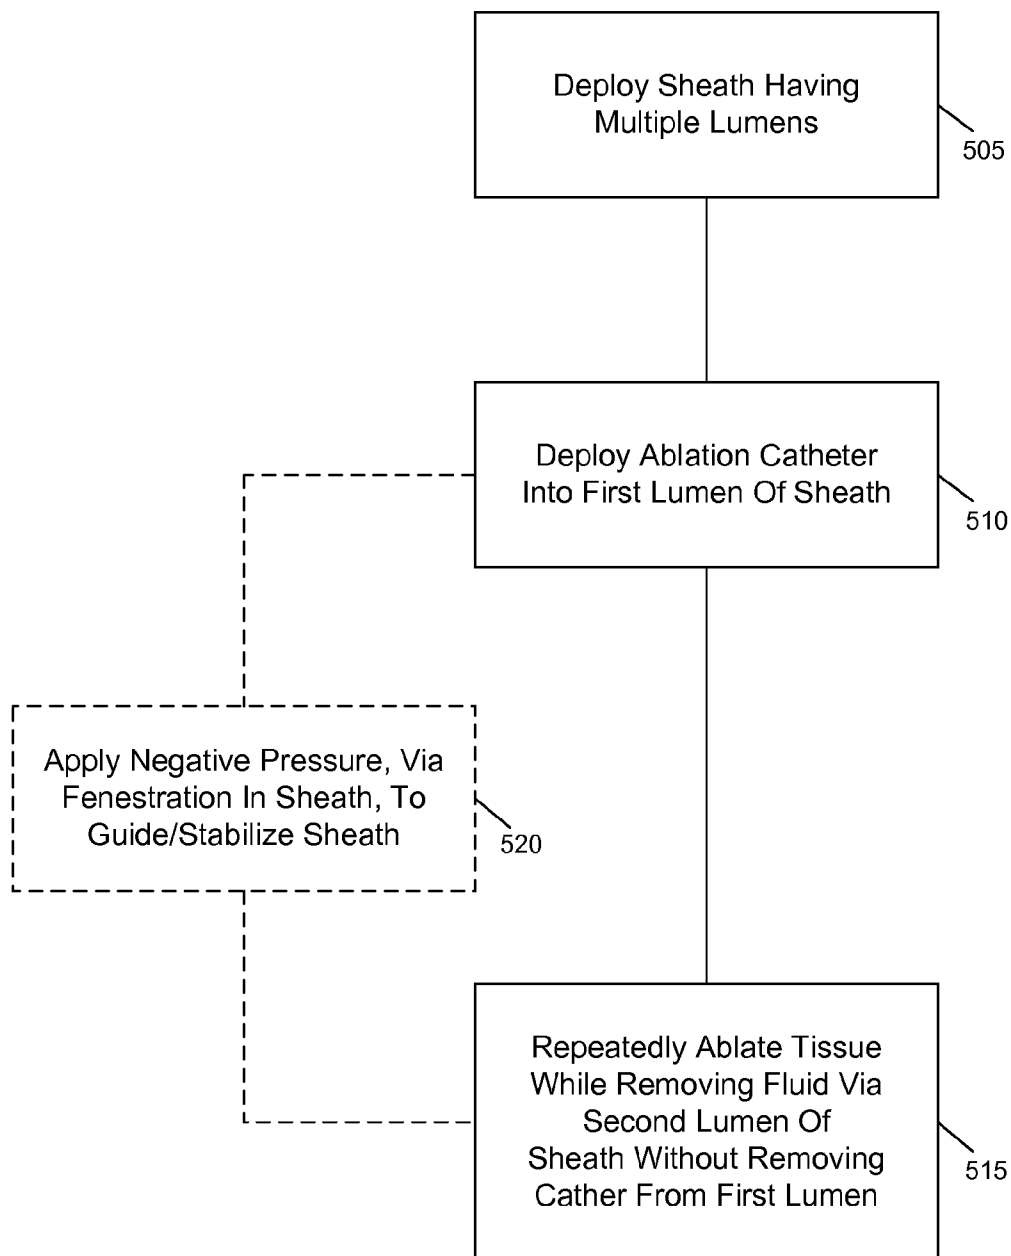 Deploy Sheath Having
Multiple Lumens
505
Deploy Ablation Catheter
Into First Lumen Of Sheath
510
Apply Negative Pressure, Via
Fenestration In Sheath, To
Guide/Stabilize Sheath
520
Repeatedly Ablate Tissue
While Removing Fluid Via
Second Lumen Of
Sheath Without Removing
Cather From First Lumen
515